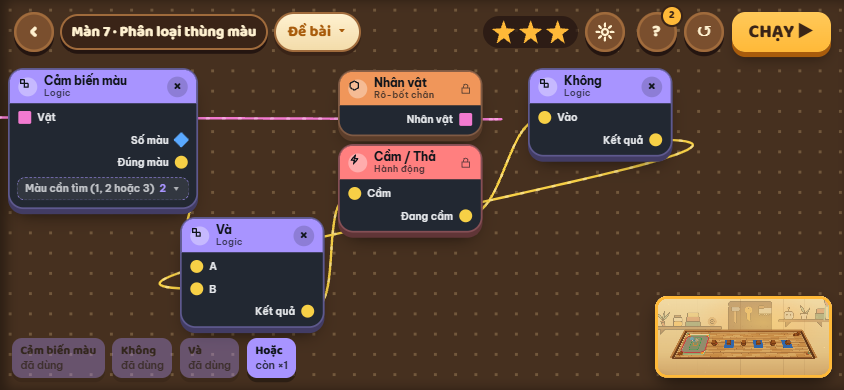 Màn 7 · Phân loại thùng màu
Đề bài
2
?
CHẠY
Cảm biến màu
Logic
Vật
Số màu
Đúng màu
Màu cần tìm (1, 2 hoặc 3) 2
Nhân vật
Rô-bốt chân
Nhân vật
Cầm / Thả
Hành động
Cầm
Đang cầm
Không
Logic
Vào
Kết quả
Và
Logic
A
B
Kết quả
Cảm biến màu
đã dùng
Không
đã dùng
Và
đã dùng
Hoặc
còn ×1